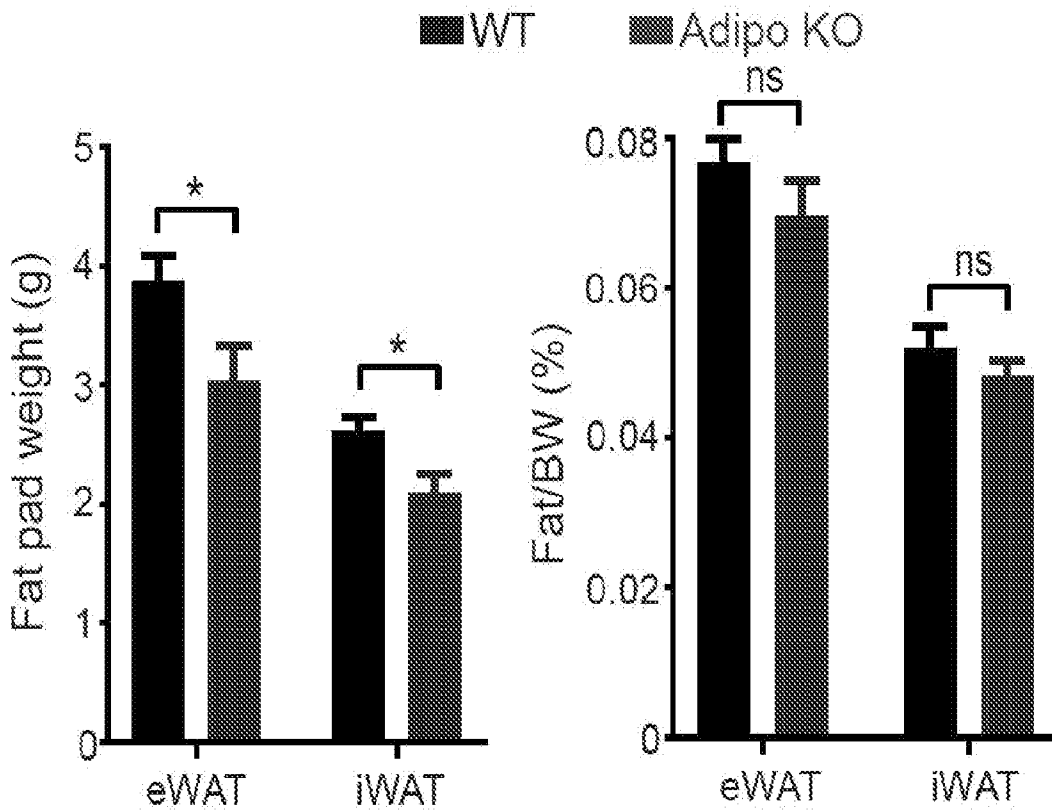 WT
Adipo KO
Fat pad weight (g)
5
4
3
2
1
0
*
*
eWAT
iWAT
Fat/BW (%)
0.08
0.06
0.04
0.02
0
ns
ns
eWAT
iWAT